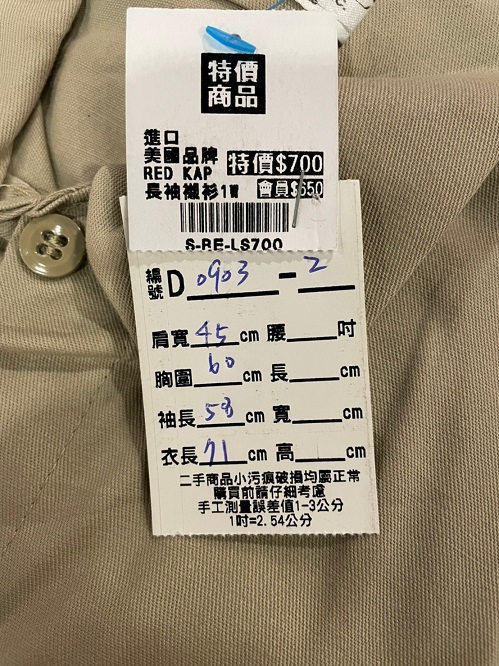 C.
特價
商品
進口
美國品牌 特價$700
RED KAP
長袖襯衫1W 會員$650
S-RE-LS700
編號 D 0903 - 2
肩寬 45 cm 腰 吋
胸圍 60 cm 長 cm
袖長 58 cm 寬 cm
衣長 71 cm 高 cm
二手商品小污痕破損均屬正常
購買前請仔細考慮
手工測量誤差值1-3公分
1吋=2.54公分